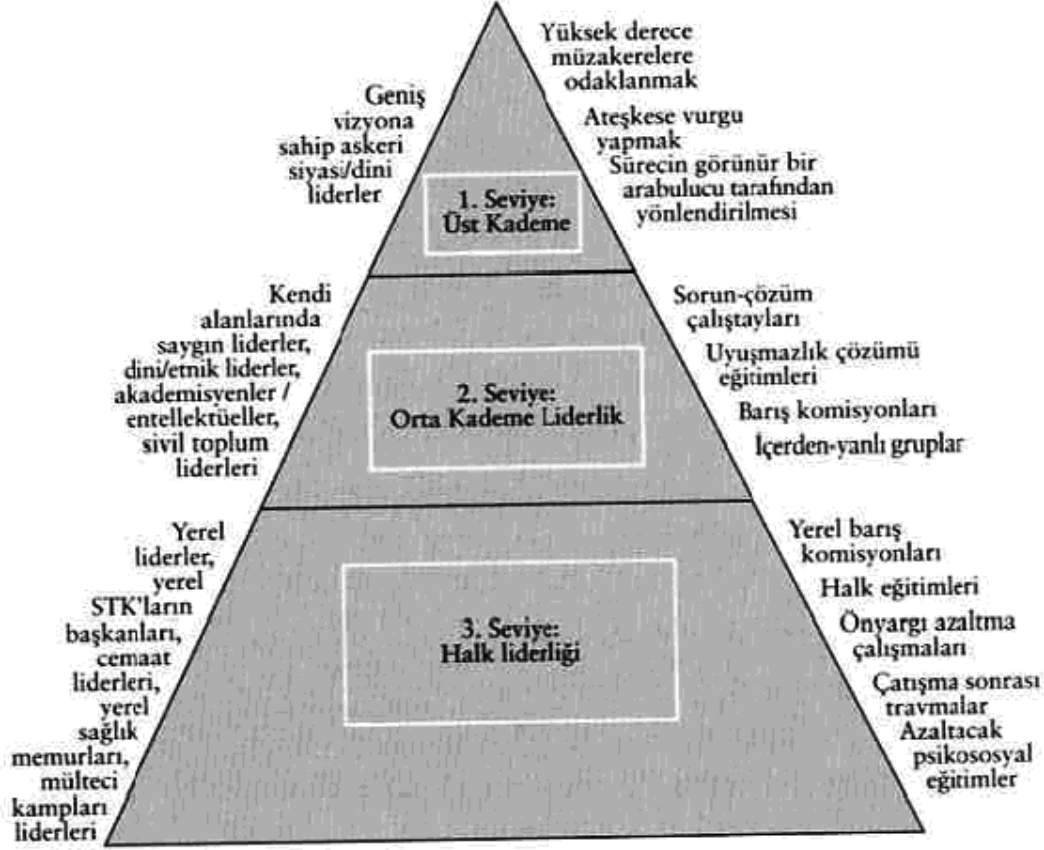 Geniş
vizyona
sahip askeri
siyasi/dini
liderler
1. Seviye:
Üst Kademe
Yüksek derece
müzakerelere
odaklanmak
Ateşkese vurgu
yapmak
Sürecin görünür bir
arabulucu tarafından
yönlendirilmesi
Kendi
alanlarında
saygın liderler,
dini/etnik liderler,
akademisyenler /
entellektüeller,
sivil toplum
liderleri
2. Seviye:
Orta Kademe Liderlik
Sorun-çözüm
çalıştayları
Uyuşmazlık çözümü
eğitimleri
Barış komisyonları
İçerden-yanlı gruplar
Yerel
liderler,
yerel
STK'ların
başkanları,
cemaat
liderleri,
yerel
sağlık
memurları,
mülteci
kampları
liderleri
3. Seviye:
Halk liderliği
Yerel barış
komisyonları
Halk eğitimleri
Önyargı azaltma
çalışmaları
Çatışma sonrası
travmalar
Azaltacak
psikososyal
eğitimler